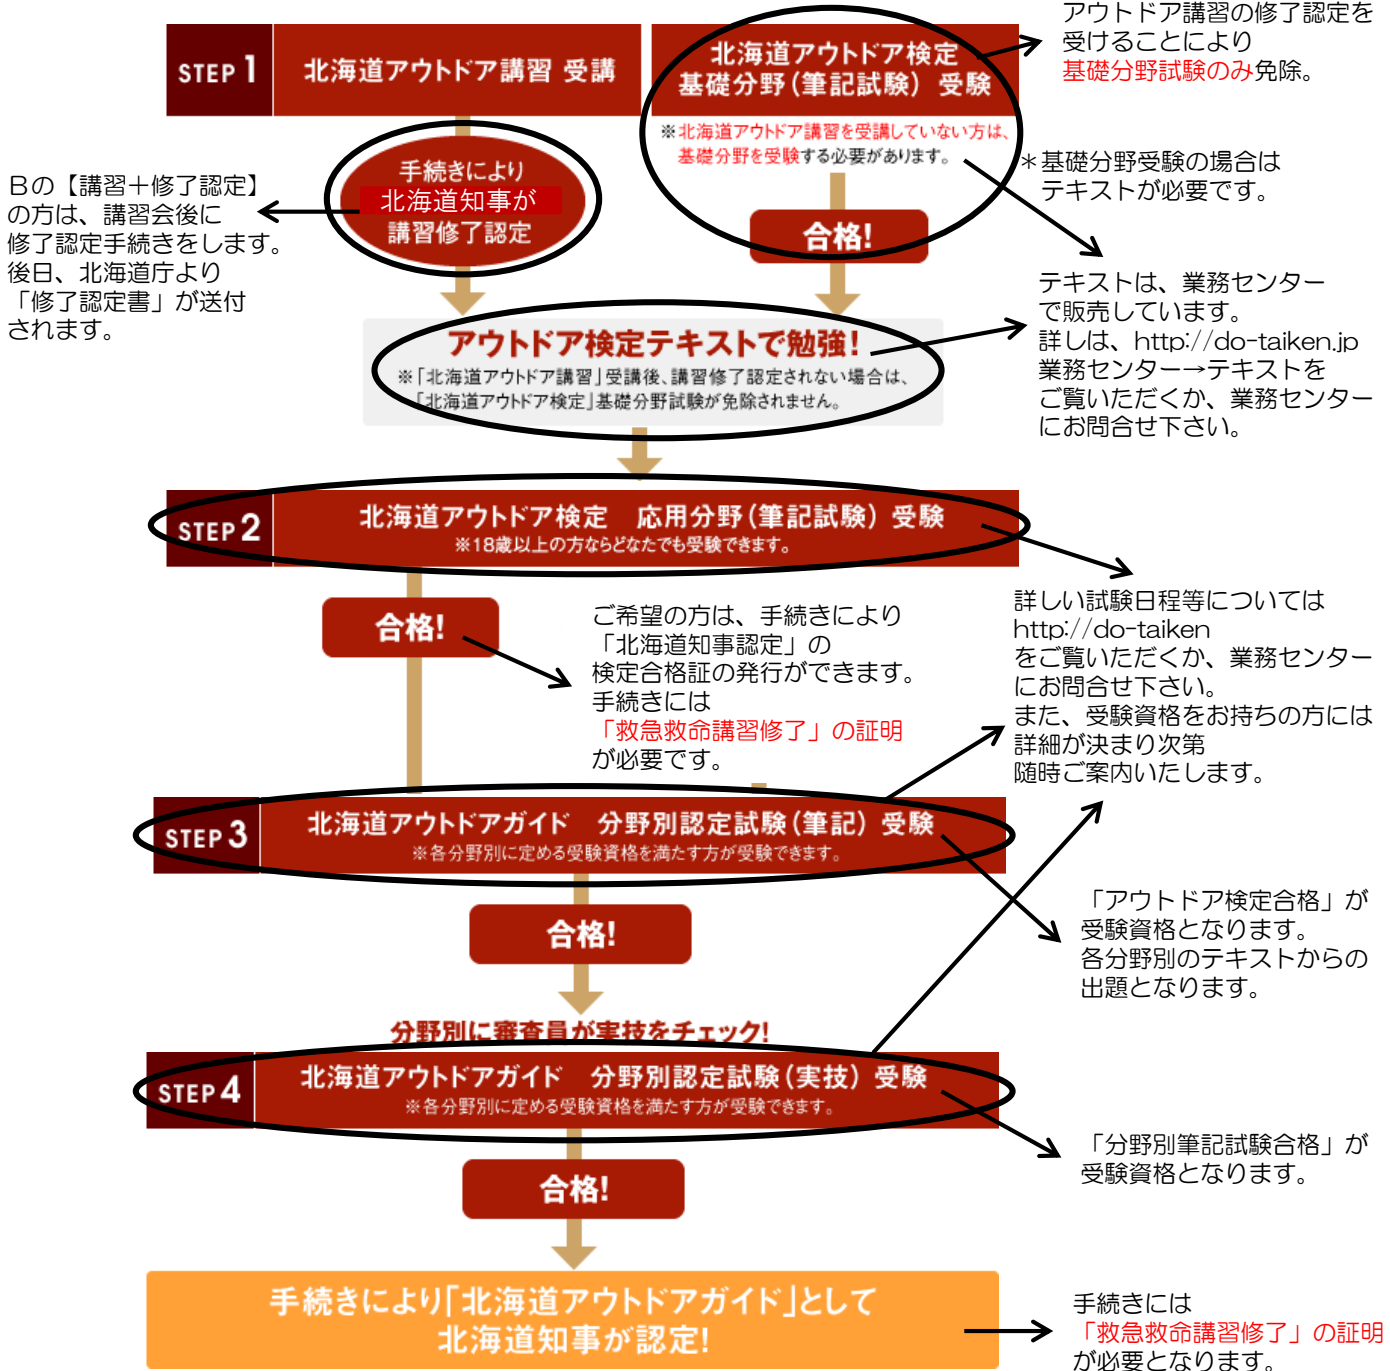 アウトドア講習の修了認定を
受けることにより
基礎分野試験のみ免除。
STEP 1
北海道アウトドア講習 受講
北海道アウトドア検定
基礎分野(筆記試験) 受験
※北海道アウトドア講習を受講していない方は、
基礎分野を受験する必要があります。
＊基礎分野受験の場合は
テキストが必要です。
手続きにより
北海道知事が
講習修了認定
Ｂの【講習＋修了認定】
の方は、講習会後に
修了認定手続きをします。
後日、北海道庁より
「修了認定書」が送付
されます。
合格!
テキストは、業務センター
で販売しています。
詳しは、http://do-taiken.jp
業務センター→テキストを
ご覧いただくか、業務センター
にお問合せ下さい。
アウトドア検定テキストで勉強!
※「北海道アウトドア講習」受講後、講習修了認定されない場合は、
「北海道アウトドア検定」基礎分野試験が免除されません。
STEP 2
北海道アウトドア検定　応用分野(筆記試験) 受験
※18歳以上の方ならどなたでも受験できます。
合格!
ご希望の方は、手続きにより
「北海道知事認定」の
検定合格証の発行ができます。
手続きには
「救急救命講習修了」の証明
が必要です。
詳しい試験日程等については
http://do-taiken
をご覧いただくか、業務センター
にお問合せ下さい。
また、受験資格をお持ちの方には
詳細が決まり次第
随時ご案内いたします。
STEP 3
北海道アウトドアガイド　分野別認定試験(筆記) 受験
※各分野別に定める受験資格を満たす方が受験できます。
合格!
「アウトドア検定合格」が
受験資格となります。
各分野別のテキストからの
出題となります。
分野別に審査員が実技をチェック!
STEP 4
北海道アウトドアガイド　分野別認定試験(実技) 受験
※各分野別に定める受験資格を満たす方が受験できます。
「分野別筆記試験合格」が
受験資格となります。
合格!
手続きにより「北海道アウトドアガイド」として
北海道知事が認定!
手続きには
「救急救命講習修了」の証明
が必要となります。